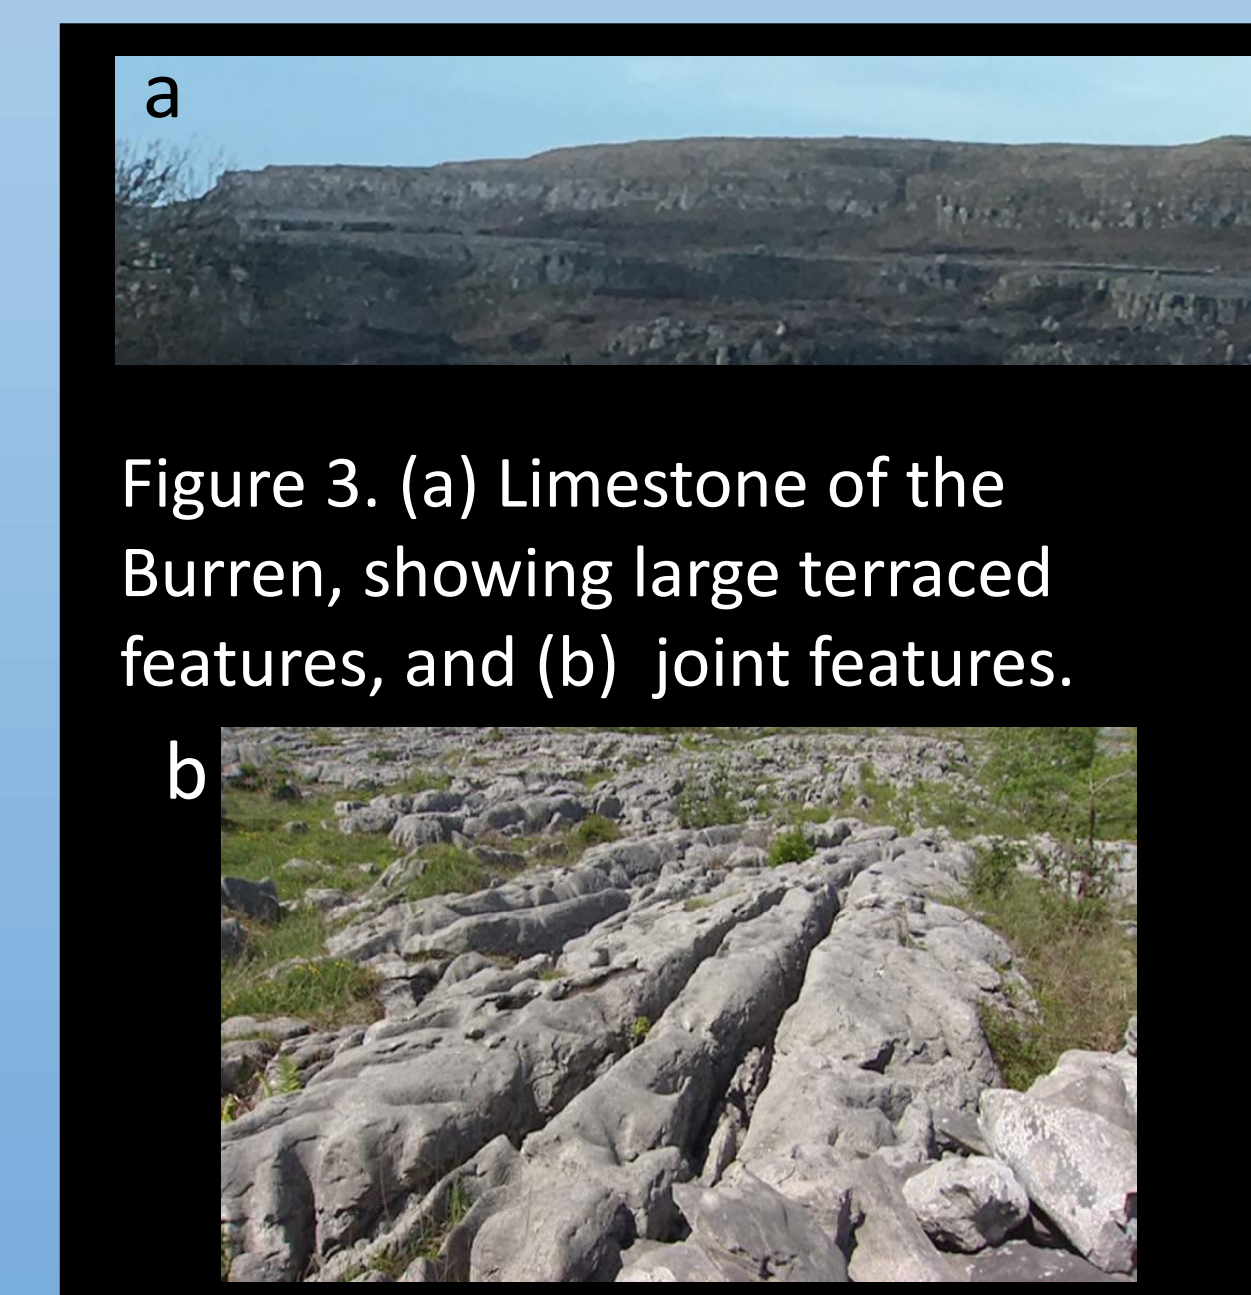 a
Figure 3. (a) Limestone of the
Burren, showing large terraced
features, and (b)  joint features.
b